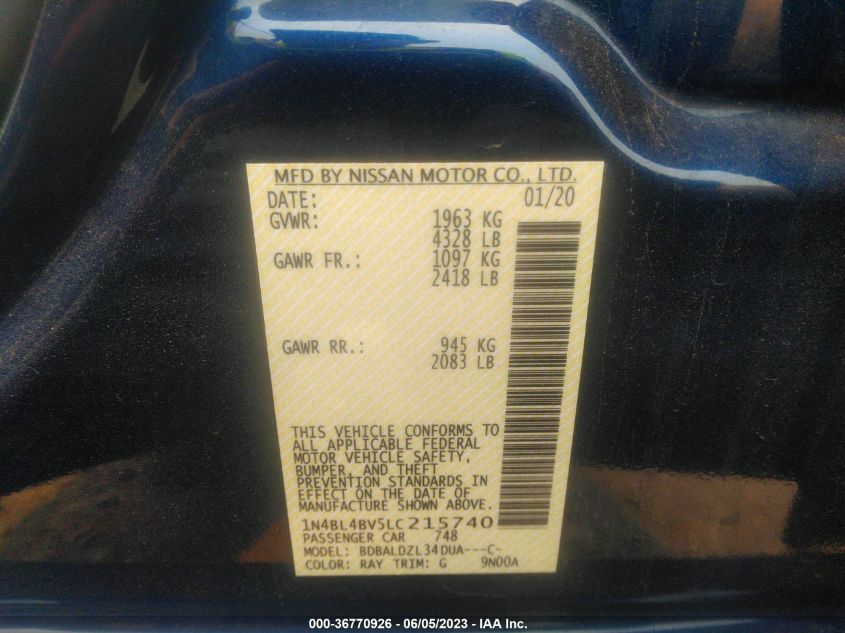 MFD BY NISSAN MOTOR CO., LTD.
DATE: 01/20
GVWR: 1963 KG
4328 LB
GAWR FR.: 1097 KG
2418 LB
GAWR RR.: 945 KG
2083 LB
THIS VEHICLE CONFORMS TO
ALL APPLICABLE FEDERAL
MOTOR VEHICLE SAFETY,
BUMPER, AND THEFT
PREVENTION STANDARDS IN
EFFECT ON THE DATE OF
MANUFACTURE SHOWN ABOVE.
1N4BL4BV5LC215740
PASSENGER CAR 748
MODEL: BDBALDZL34DUA---C-
COLOR: RAY TRIM: G 9N00A
000-36770926 - 06/05/2023 - IAA Inc.